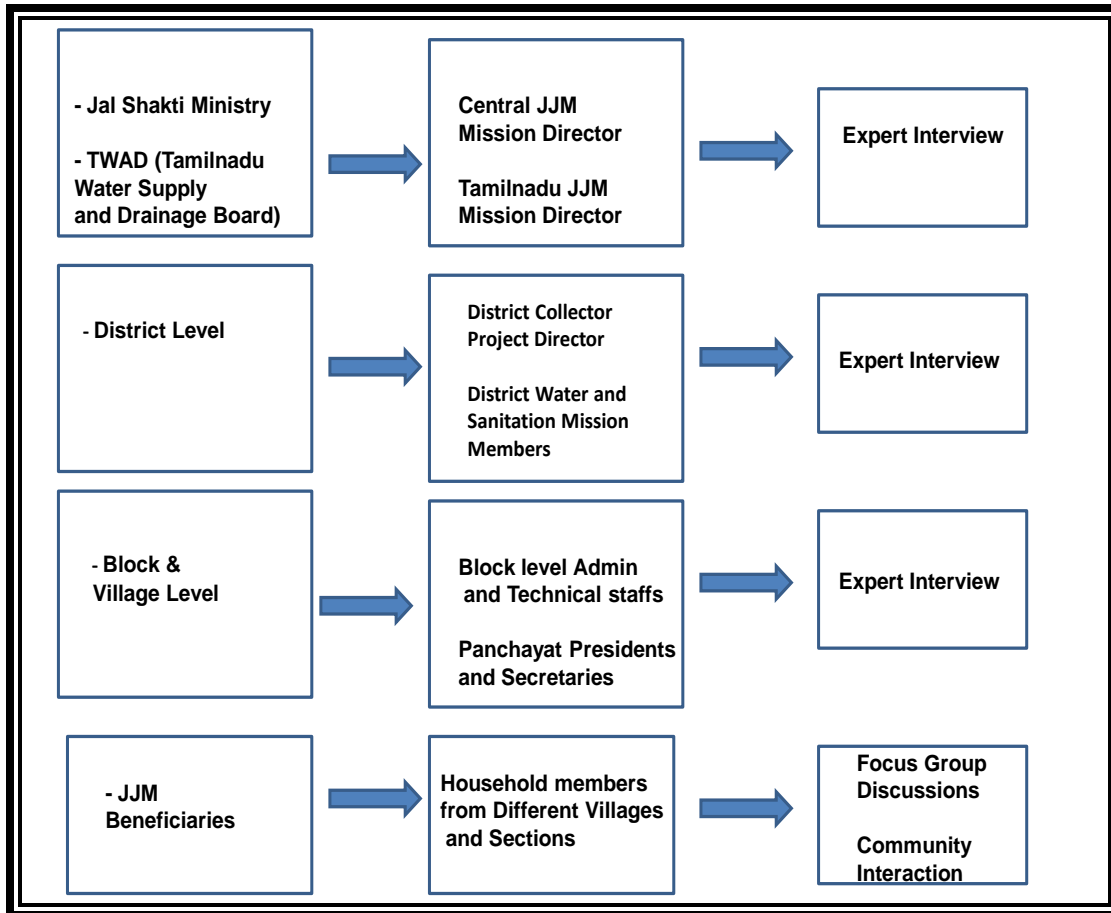 - Jal Shakti Ministry
- TWAD (Tamilnadu
Water Supply
and Drainage Board)
Central JJM
Mission Director
Tamilnadu JJM
Mission Director
Expert Interview
- District Level
District Collector
Project Director
District Water and
Sanitation Mission
Members
Expert Interview
- Block &
Village Level
Block level Admin
and Technical staffs
Panchayat Presidents
and Secretaries
Expert Interview
- JJM
Beneficiaries
Household members
from Different Villages
and Sections
Focus Group
Discussions
Community
Interaction